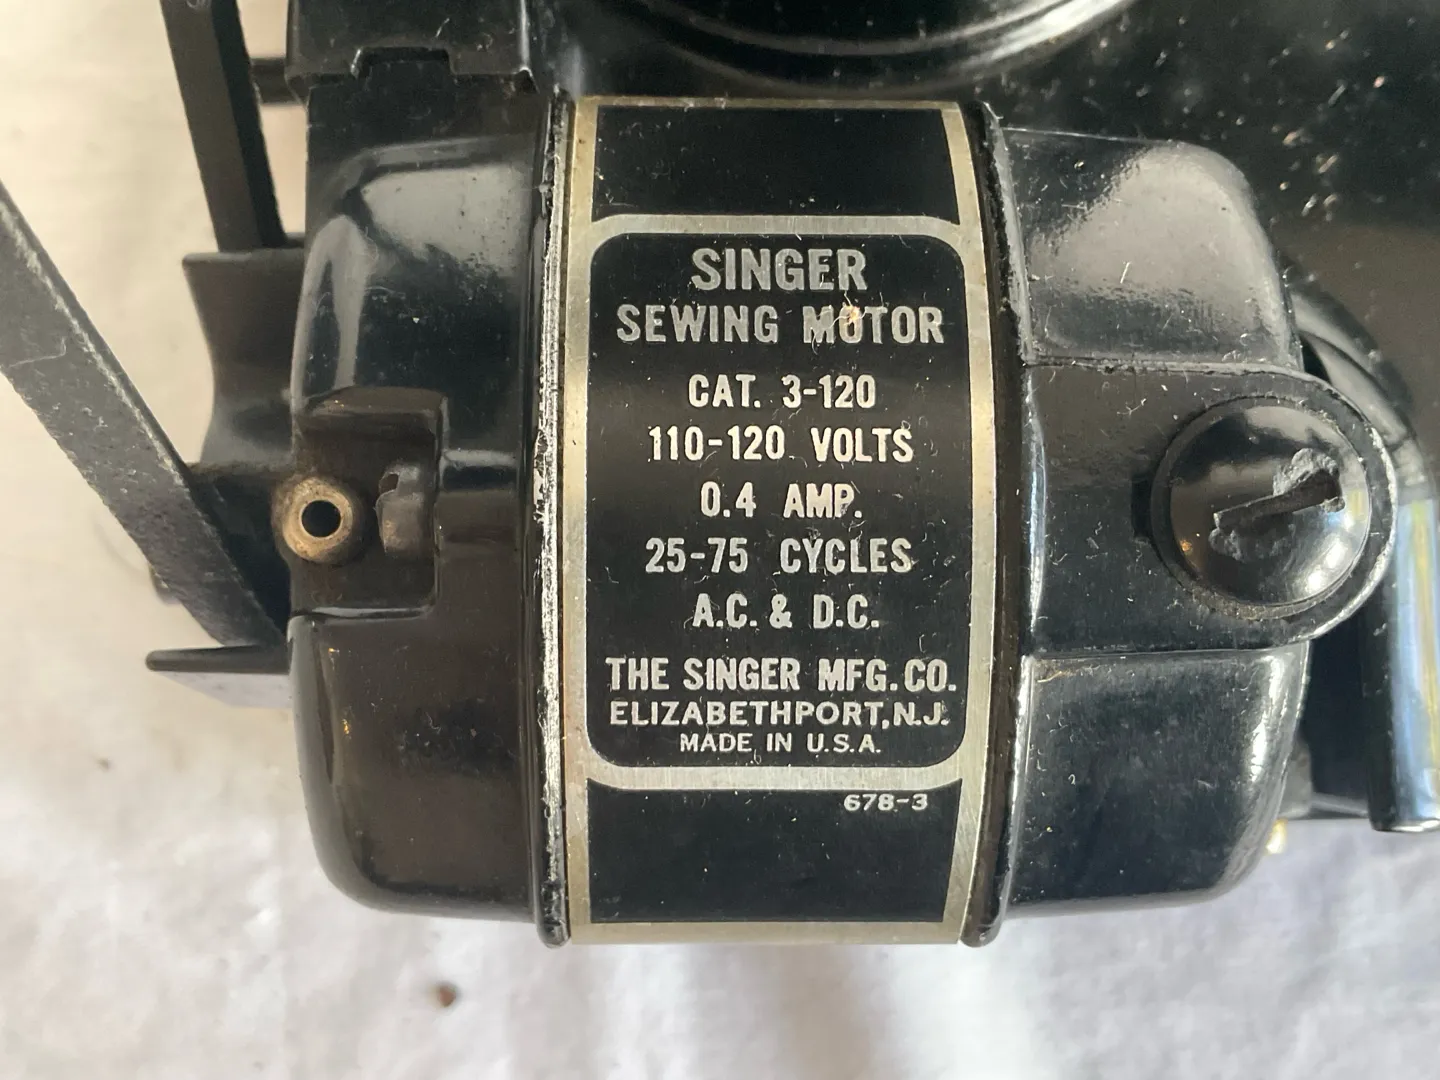 SINGER
SEWING MOTOR
CAT. 3-120
110-120 VOLTS
0.4 AMP.
25-75 CYCLES
A.C. & D.C.
THE SINGER MFG. CO.
ELIZABETHPORT, N.J.
MADE IN U.S.A.
678-3